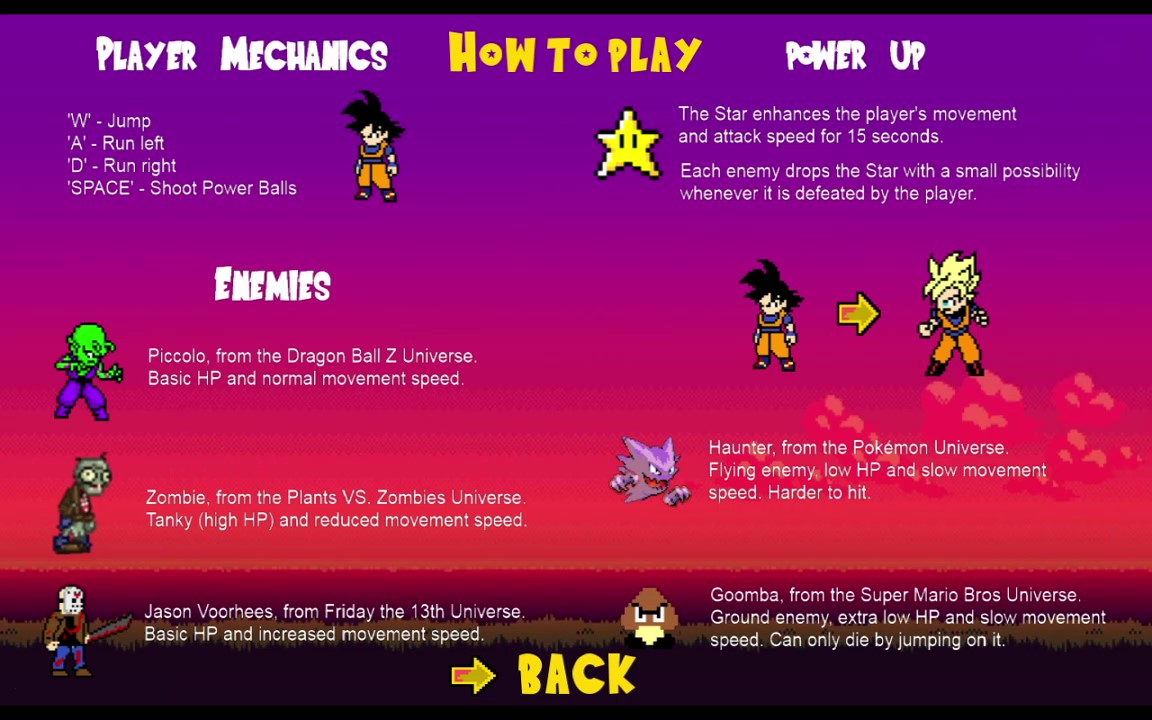 Player Mechanics
How to play
Power Up
'W' - Jump
'A' - Run left
'D' - Run right
'SPACE' - Shoot Power Balls
The Star enhances the player's movement
and attack speed for 15 seconds.
Each enemy drops the Star with a small possibility
whenever it is defeated by the player.
Enemies
Piccolo, from the Dragon Ball Z Universe.
Basic HP and normal movement speed.
Zombie, from the Plants VS. Zombies Universe.
Tanky (high HP) and reduced movement speed.
Jason Voorhees, from Friday the 13th Universe.
Basic HP and increased movement speed.
Haunter, from the Pokémon Universe.
Flying enemy, low HP and slow movement
speed. Harder to hit.
Goomba, from the Super Mario Bros Universe.
Ground enemy, extra low HP and slow movement
speed. Can only die by jumping on it.
BACK